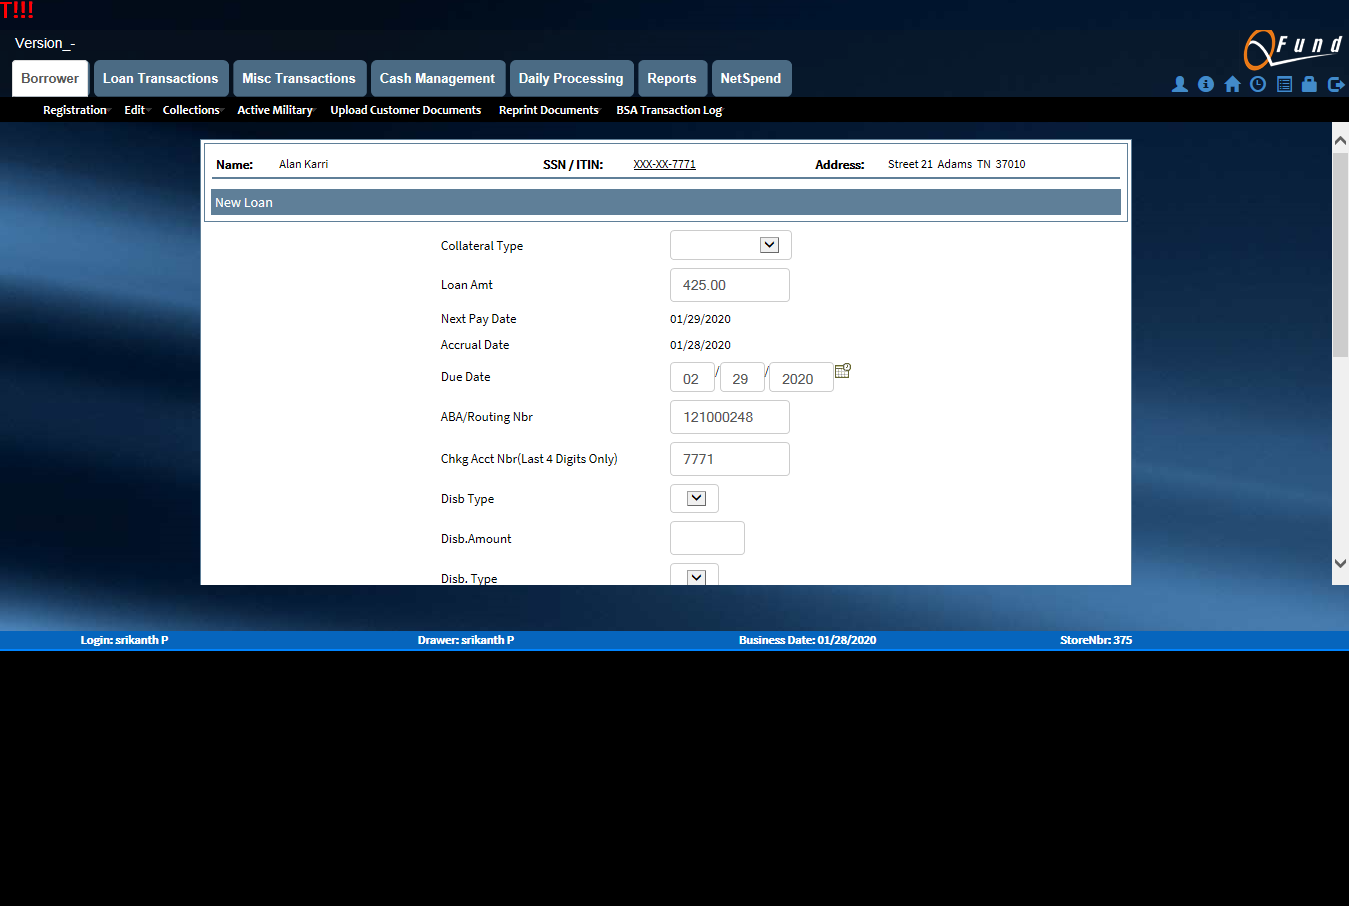 T!!!
Version_-
QFund
Borrower Loan Transactions Misc Transactions Cash Management Daily Processing Reports NetSpend
Registration Edit Collections Active Military Upload Customer Documents Reprint Documents BSA Transaction Log
Name: Alan Karri SSN / ITIN: XXX-XX-7771 Address: Street 21 Adams TN 37010
New Loan
Collateral Type
Loan Amt 425.00
Next Pay Date 01/29/2020
Accrual Date 01/28/2020
Due Date 02 / 29 / 2020
ABA/Routing Nbr 121000248
Chkg Acct Nbr(Last 4 Digits Only) 7771
Disb Type
Disb.Amount
Disb. Type
Login: srikanth P Drawer: srikanth P Business Date: 01/28/2020 StoreNbr: 375